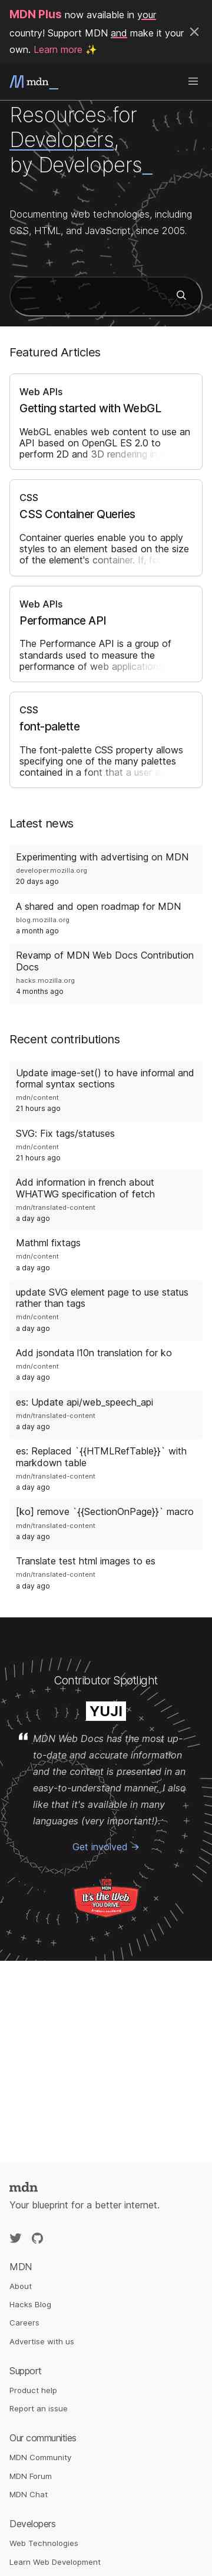 MDN Plus now available in your
country! Support MDN and make it your
own. Learn more ✨
mdn_
Resources for
Developers,
by Developers_
Documenting web technologies, including
CSS, HTML, and JavaScript, since 2005.
Featured Articles
Web APIs
Getting started with WebGL
WebGL enables web content to use an
API based on OpenGL ES 2.0 to
perform 2D and 3D rendering in
CSS
CSS Container Queries
Container queries enable you to apply
styles to an element based on the size
of the element's container. If,
Web APIs
Performance API
The Performance API is a group of
standards used to measure the
performance of web applications
CSS
font-palette
The font-palette CSS property allows
specifying one of the many palettes
contained in a font that a user
Latest news
Experimenting with advertising on MDN
developer.mozilla.org
20 days ago
A shared and open roadmap for MDN
blog.mozilla.org
a month ago
Revamp of MDN Web Docs Contribution
Docs
hacks.mozilla.org
4 months ago
Recent contributions
Update image-set() to have informal and
formal syntax sections
mdn/content
21 hours ago
SVG: Fix tags/statuses
mdn/content
21 hours ago
Add information in french about
WHATWG specification of fetch
mdn/translated-content
a day ago
Mathml fixtags
mdn/content
a day ago
update SVG element page to use status
rather than tags
mdn/content
a day ago
Add jsondata l10n translation for ko
mdn/content
a day ago
es: Update api/web_speech_api
mdn/translated-content
a day ago
es: Replaced `{{HTMLRefTable}}` with
markdown table
mdn/translated-content
a day ago
[ko] remove `{{SectionOnPage}}` macro
mdn/translated-content
a day ago
Translate test html images to es
mdn/translated-content
a day ago
Contributor Spotlight
YUJI
❝ MDN Web Docs has the most up-
to-date and accurate information
and the content is presented in an
easy-to-understand manner. I also
like that it's available in many
languages (very important!).
Get involved →
MDN
It's the Web
YOU DRIVE.
mdn
Your blueprint for a better internet.
MDN
About
Hacks Blog
Careers
Advertise with us
Support
Product help
Report an issue
Our communities
MDN Community
MDN Forum
MDN Chat
Developers
Web Technologies
Learn Web Development